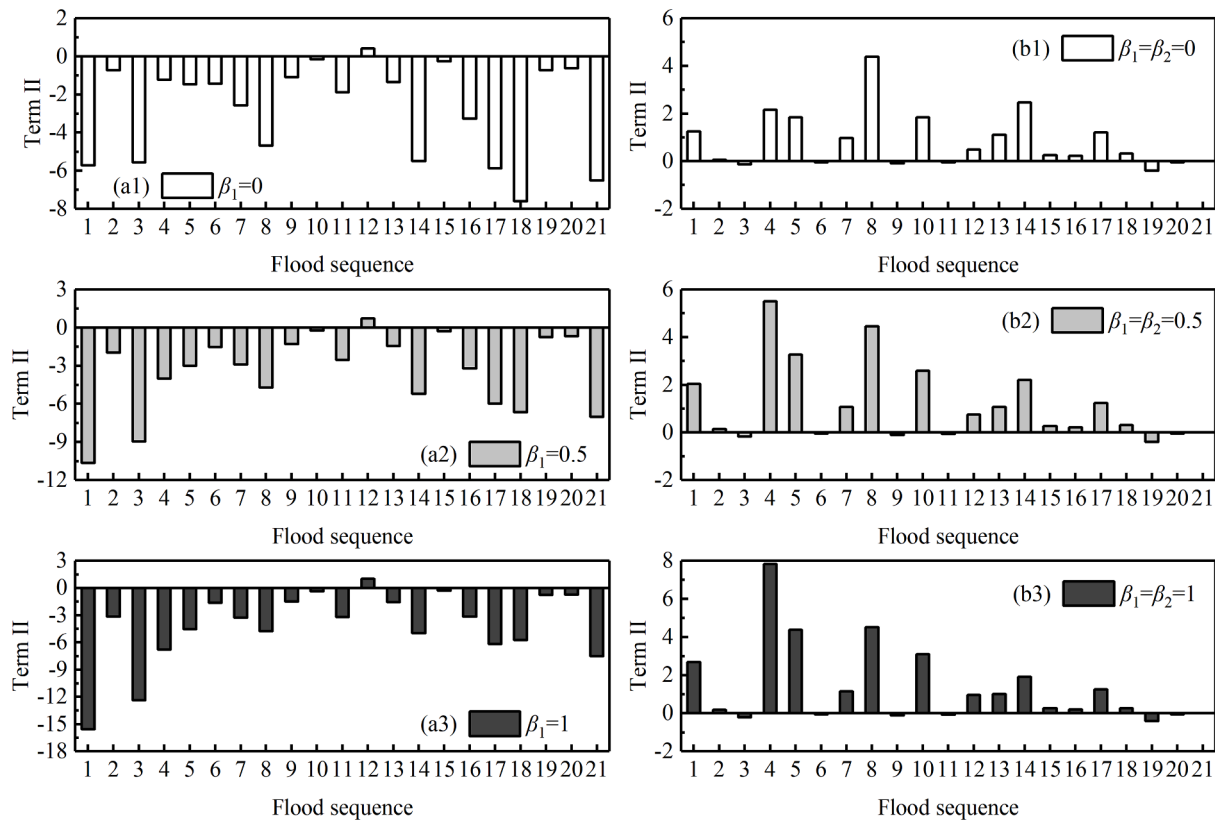 2
0
-2
-4
-6
-8
Term II
(a1) β₁=0
1 2 3 4 5 6 7 8 9 10 11 12 13 14 15 16 17 18 19 20 21
Flood sequence
6
4
2
0
-2
Term II
(b1) β₁=β₂=0
1 2 3 4 5 6 7 8 9 10 11 12 13 14 15 16 17 18 19 20 21
Flood sequence
3
0
-3
-6
-9
-12
Term II
(a2) β₁=0.5
1 2 3 4 5 6 7 8 9 10 11 12 13 14 15 16 17 18 19 20 21
Flood sequence
6
4
2
0
-2
Term II
(b2) β₁=β₂=0.5
1 2 3 4 5 6 7 8 9 10 11 12 13 14 15 16 17 18 19 20 21
Flood sequence
3
0
-3
-6
-9
-12
-15
-18
Term II
(a3) β₁=1
1 2 3 4 5 6 7 8 9 10 11 12 13 14 15 16 17 18 19 20 21
Flood sequence
8
6
4
2
0
-2
Term II
(b3) β₁=β₂=1
1 2 3 4 5 6 7 8 9 10 11 12 13 14 15 16 17 18 19 20 21
Flood sequence